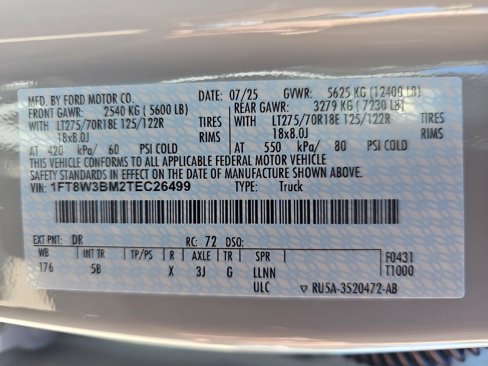 MFD. BY FORD MOTOR CO. DATE: 07/25 GVWR: 5625 KG (12400 LB)
FRONT GAWR: 2540 KG (5600 LB) REAR GAWR: 3279 KG (7230 LB)
WITH LT275/70R18E 125/122R TIRES WITH LT275/70R18E 125/122R TIRES
18x8.0J RIMS 18x8.0J RIMS
AT 420 kPa/ 60 PSI COLD AT 550 kPa/ 80 PSI COLD
THIS VEHICLE CONFORMS TO ALL APPLICABLE FEDERAL MOTOR VEHICLE
SAFETY STANDARDS IN EFFECT ON THE DATE OF MANUFACTURE SHOWN ABOVE.
VIN: 1FT8W3BM2TEC26499 TYPE: Truck
EXT PNT: DR RC: 72 DSO:
WB INT TR TP/PS R AXLE TR SPR F0431
176 5B X 3J G LLNN T1000
ULC ▽ RU5A-3520472-AB